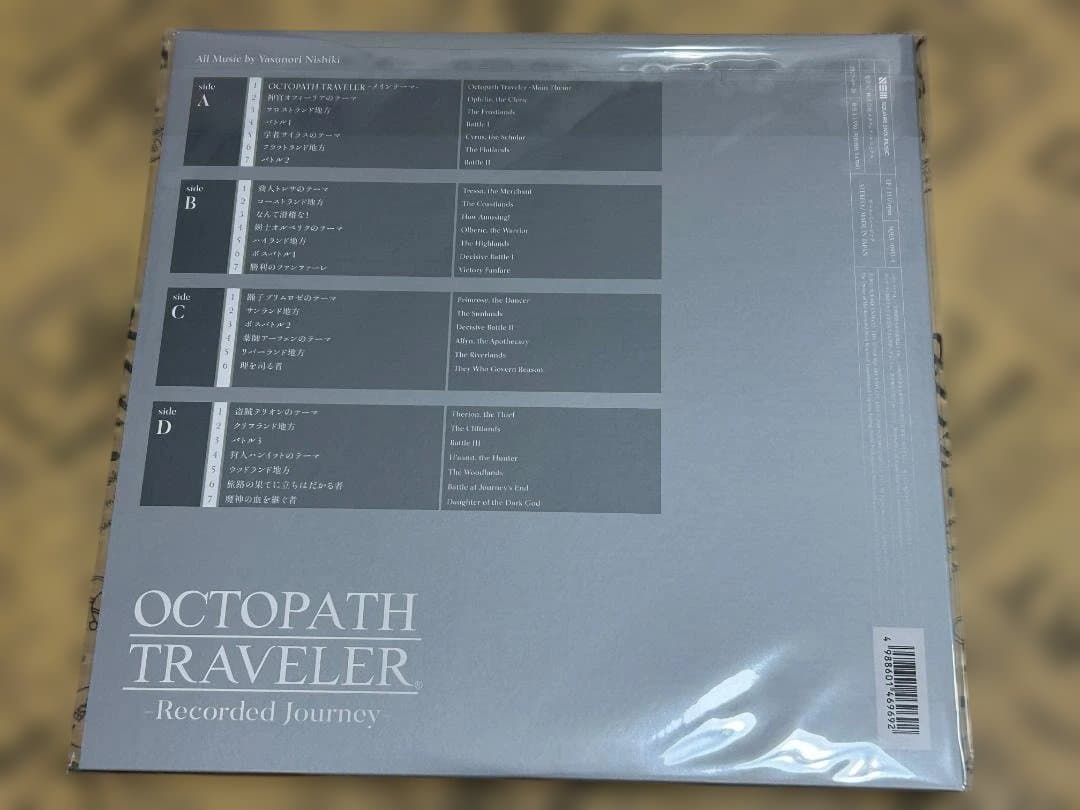 All Music by Yasunori Nishiki
side A
1 OCTOPATH TRAVELER -メインテーマ- Octopath Traveler -Main Theme-
2 神官オフィーリアのテーマ Ophilia, the Cleric
3 フロストランド地方 The Frostlands
4 バトル1 Battle I
5 学者サイラスのテーマ Cyrus, the Scholar
6 フラットランド地方 The Flatlands
7 バトル2 Battle II
side B
1 商人トレサのテーマ Tressa, the Merchant
2 コーストランド地方 The Coastlands
3 なんて滑稽な! How Amusing!
4 剣士オルベリクのテーマ Olberic, the Warrior
5 ハイランド地方 The Highlands
6 ボスバトル1 Decisive Battle I
7 勝利のファンファーレ Victory Fanfare
side C
1 踊子プリムロゼのテーマ Primrose, the Dancer
2 サンランド地方 The Sunlands
3 ボスバトル2 Decisive Battle II
4 薬師アーフェンのテーマ Alfyn, the Apothecary
5 リバーランド地方 The Riverlands
6 理を司る者 They Who Govern Reason
side D
1 盗賊テリオンのテーマ Therion, the Thief
2 クリフランド地方 The Cliftlands
3 バトル3 Battle III
4 狩人ハンイットのテーマ H'aanit, the Hunter
5 ウッドランド地方 The Woodlands
6 旅路の果てに立ちはだかる者 Battle at Journey's End
7 魔神の血を継ぐ者 Daughter of the Dark God
OCTOPATH
TRAVELER®
-Recorded Journey-
SQUARE ENIX MUSIC
MADE IN JAPAN
4 988601 469692